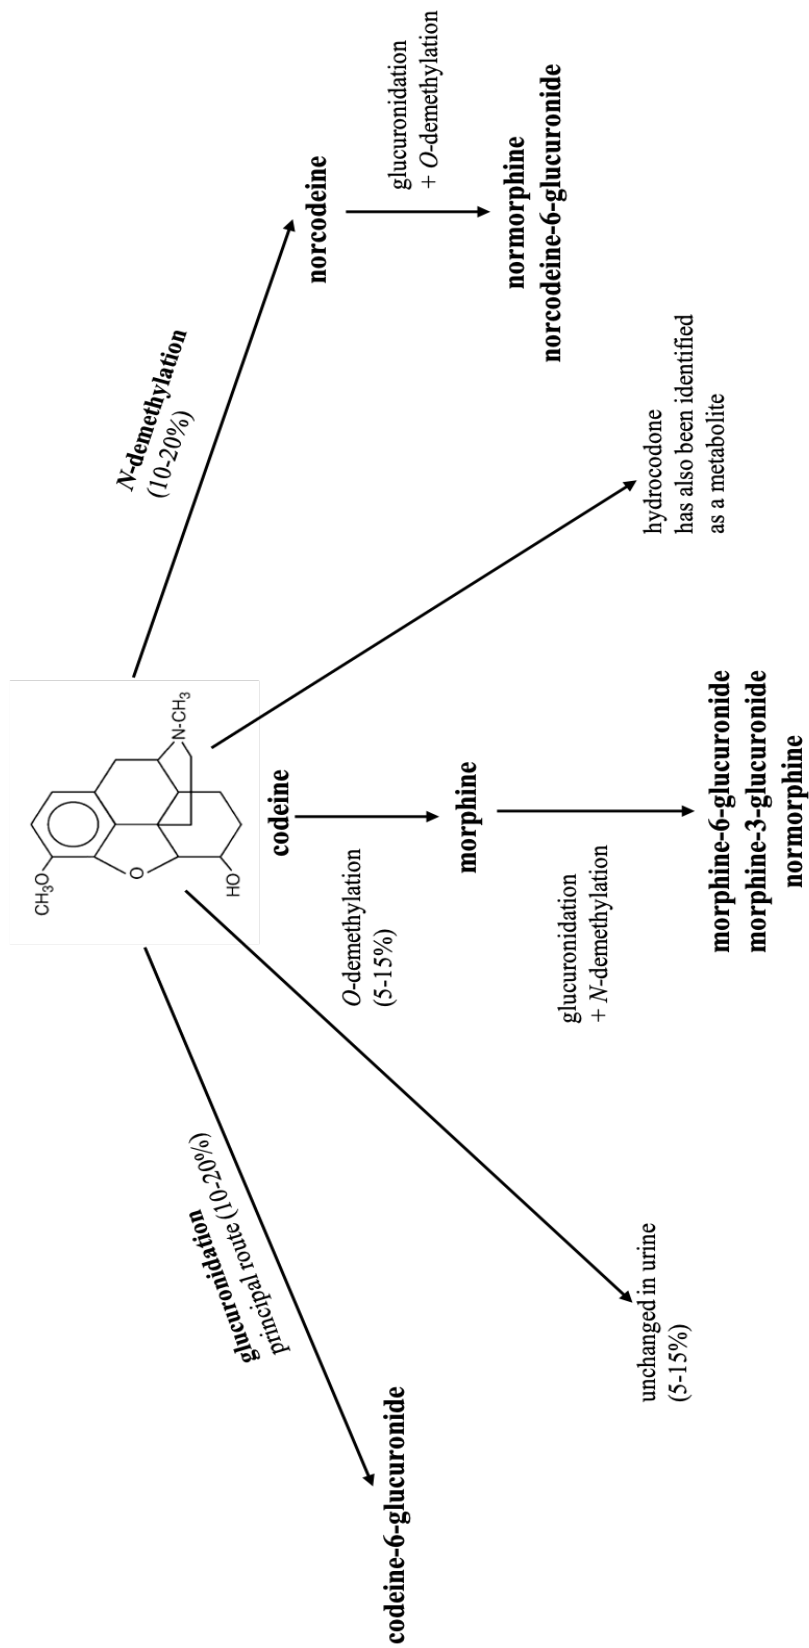 CH₃O
O
HO
N-CH₃
codeine
glucuronidation
principal route (10-20%)
codeine-6-glucuronide
unchanged in urine
(5-15%)
O-demethylation
(5-15%)
morphine
glucuronidation
+ N-demethylation
morphine-6-glucuronide
morphine-3-glucuronide
normorphine
hydrocodone
has also been identified
as a metabolite
N-demethylation
(10-20%)
norcodeine
glucuronidation
+ O-demethylation
normorphine
norcodeine-6-glucuronide